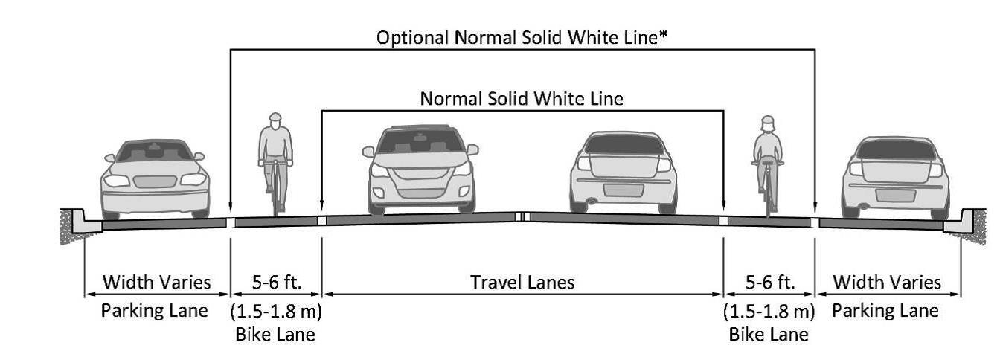 Optional Normal Solid White Line*
Normal Solid White Line
Width Varies
Parking Lane
5-6 ft.
(1.5-1.8 m)
Bike Lane
Travel Lanes
5-6 ft.
(1.5-1.8 m)
Bike Lane
Width Varies
Parking Lane